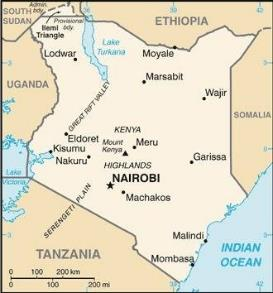 SOUTH
SUDAN
Admin.
bdy.
Provisional
bdy.
Ilemi
Triangle
ETHIOPIA
Lodwar
Lake
Turkana
Moyale
Marsabit
UGANDA
GREAT RIFT VALLEY
Wajir
SOMALIA
Eldoret
KENYA
Kisumu
Mount
Kenya
Meru
Nakuru
HIGHLANDS
Garissa
Lake
Victoria
NAIROBI
Machakos
SERENGETI PLAIN
TANZANIA
Malindi
INDIAN
OCEAN
Mombasa
0 100 200 km
0 100 200 mi